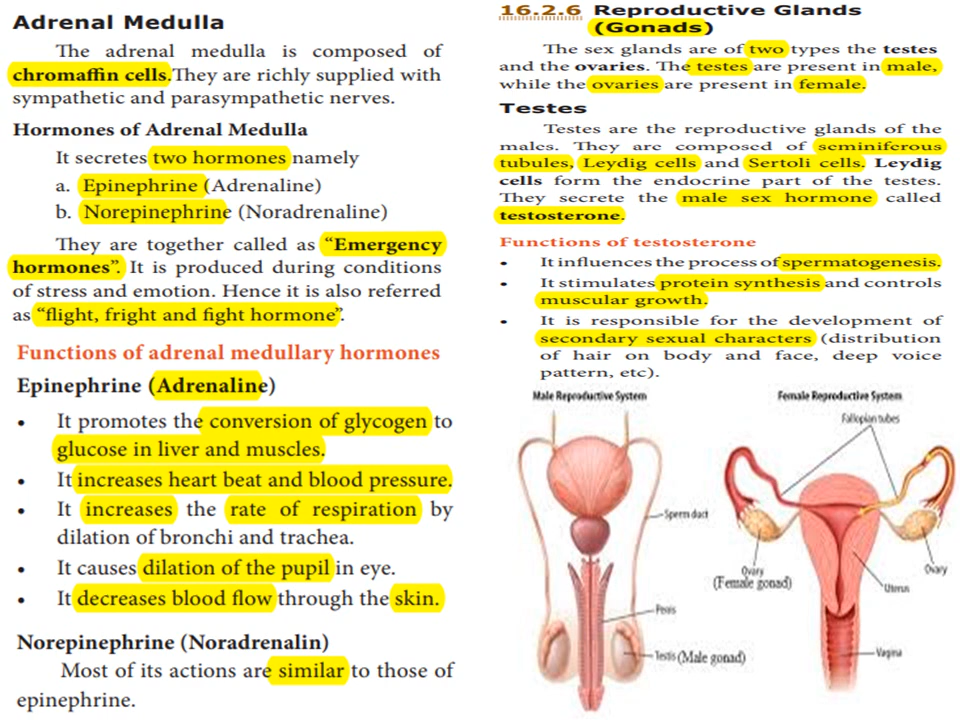 Adrenal Medulla
The adrenal medulla is composed of
chromaffin cells.They are richly supplied with
sympathetic and parasympathetic nerves.
Hormones of Adrenal Medulla
It secretes two hormones namely
a. Epinephrine (Adrenaline)
b. Norepinephrine (Noradrenaline)
They are together called as “Emergency
hormones”. It is produced during conditions
of stress and emotion. Hence it is also referred
as “flight, fright and fight hormone”.
Functions of adrenal medullary hormones
Epinephrine (Adrenaline)
• It promotes the conversion of glycogen to
glucose in liver and muscles.
• It increases heart beat and blood pressure.
• It increases the rate of respiration by
dilation of bronchi and trachea.
• It causes dilation of the pupil in eye.
• It decreases blood flow through the skin.
Norepinephrine (Noradrenalin)
Most of its actions are similar to those of
epinephrine.
16.2.6 Reproductive Glands
(Gonads)
The sex glands are of two types the testes
and the ovaries. The testes are present in male,
while the ovaries are present in female.
Testes
Testes are the reproductive glands of the
males. They are composed of seminiferous
tubules, Leydig cells and Sertoli cells. Leydig
cells form the endocrine part of the testes.
They secrete the male sex hormone called
testosterone.
Functions of testosterone
• It influences the process of spermatogenesis.
• It stimulates protein synthesis and controls
muscular growth.
• It is responsible for the development of
secondary sexual characters (distribution
of hair on body and face, deep voice
pattern, etc).
Male Reproductive System
Sperm duct
Penis
Testis (Male gonad)
Female Reproductive System
Fallopian tubes
Ovary
(Female gonad)
Ovary
Uterus
Vagina